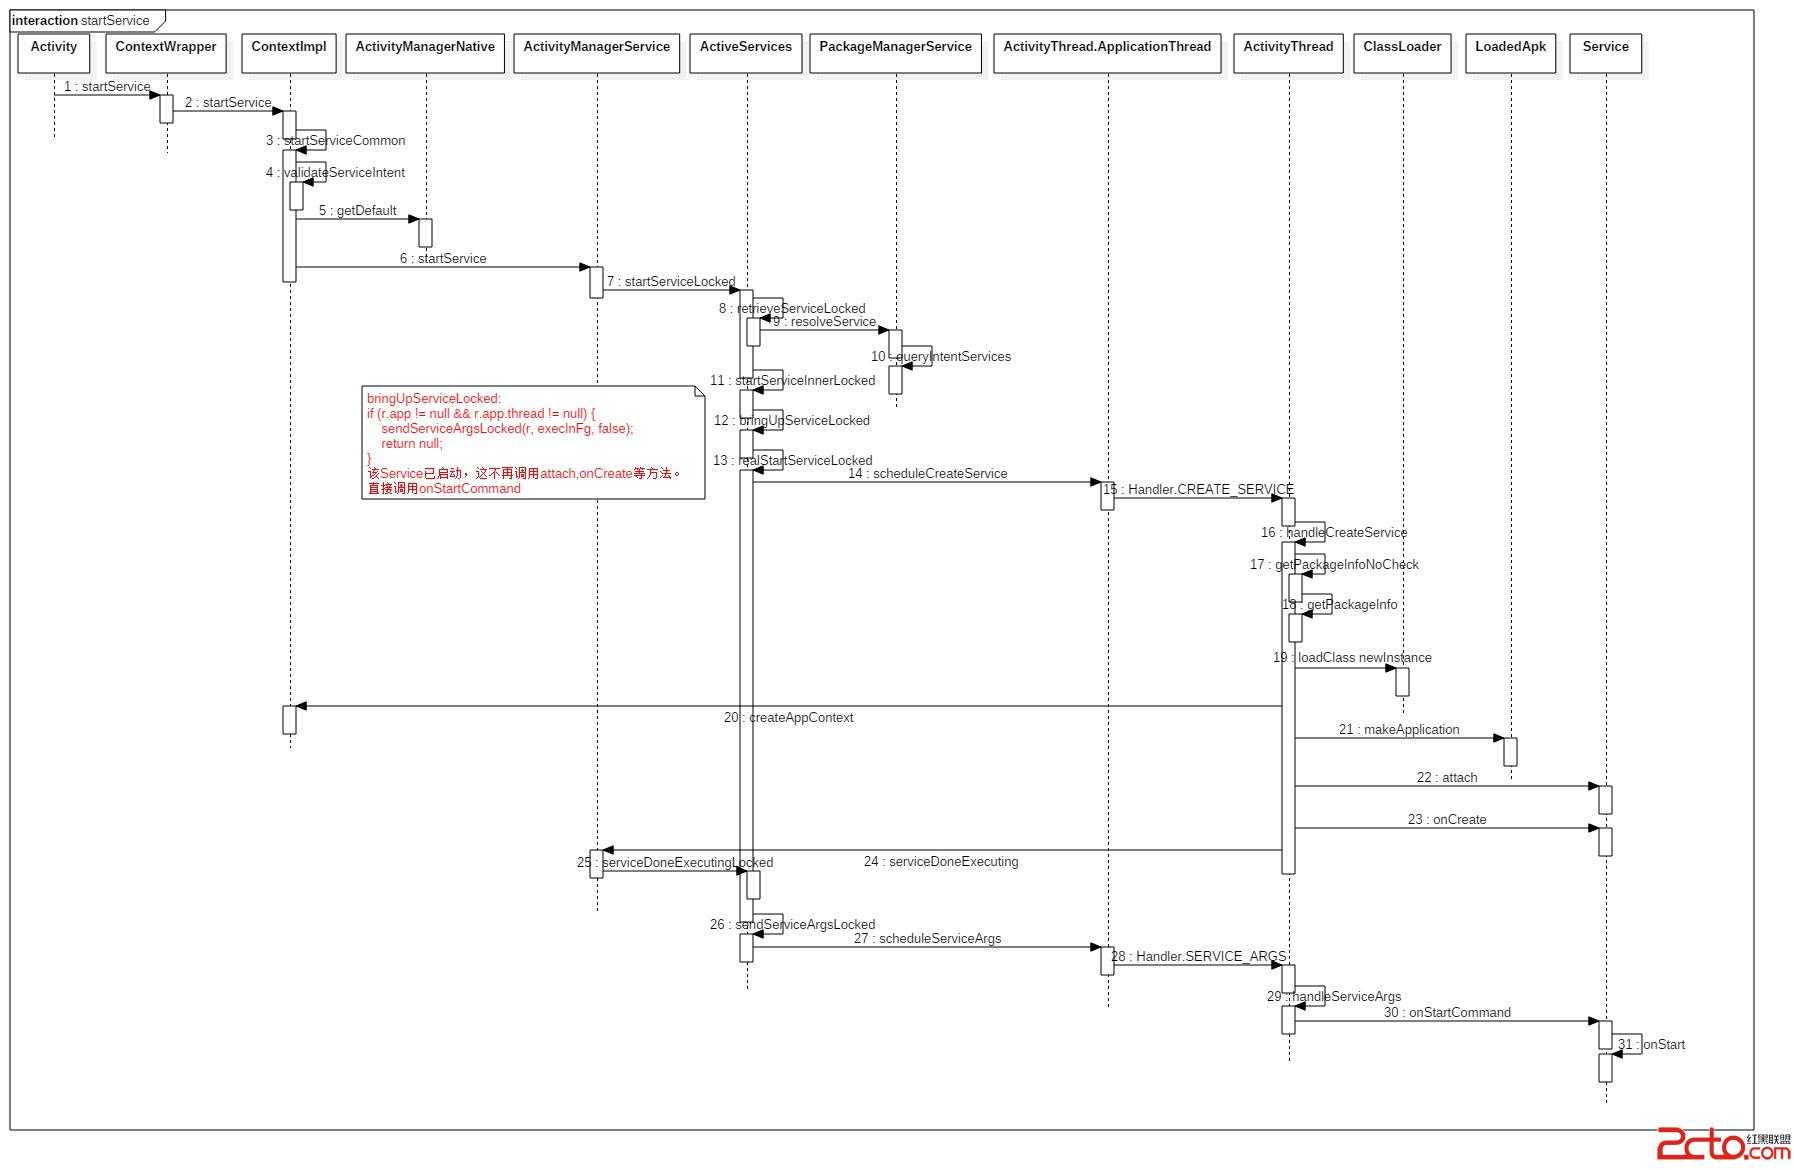 interaction startService
Activity
ContextWrapper
ContextImpl
ActivityManagerNative
ActivityManagerService
ActiveServices
PackageManagerService
ActivityThread.ApplicationThread
ActivityThread
ClassLoader
LoadedApk
Service
1 : startService
2 : startService
3 : startServiceCommon
4 : validateServiceIntent
5 : getDefault
6 : startService
7 : startServiceLocked
8 : retrieveServiceLocked
9 : resolveService
10 : queryIntentServices
11 : startServiceInnerLocked
bringUpServiceLocked:
if (r.app != null && r.app.thread != null) {
sendServiceArgsLocked(r, execInFg, false);
return null;
}
该Service已启动，这不再调用attach,onCreate等方法。
直接调用onStartCommand
12 : bringUpServiceLocked
13 : realStartServiceLocked
14 : scheduleCreateService
15 : Handler.CREATE_SERVICE
16 : handleCreateService
17 : getPackageInfoNoCheck
18 : getPackageInfo
19 : loadClass newInstance
20 : createAppContext
21 : makeApplication
22 : attach
23 : onCreate
24 : serviceDoneExecuting
25 : serviceDoneExecutingLocked
26 : sendServiceArgsLocked
27 : scheduleServiceArgs
28 : Handler.SERVICE_ARGS
29 : handleServiceArgs
30 : onStartCommand
31 : onStart
2cto.com
红黑联盟